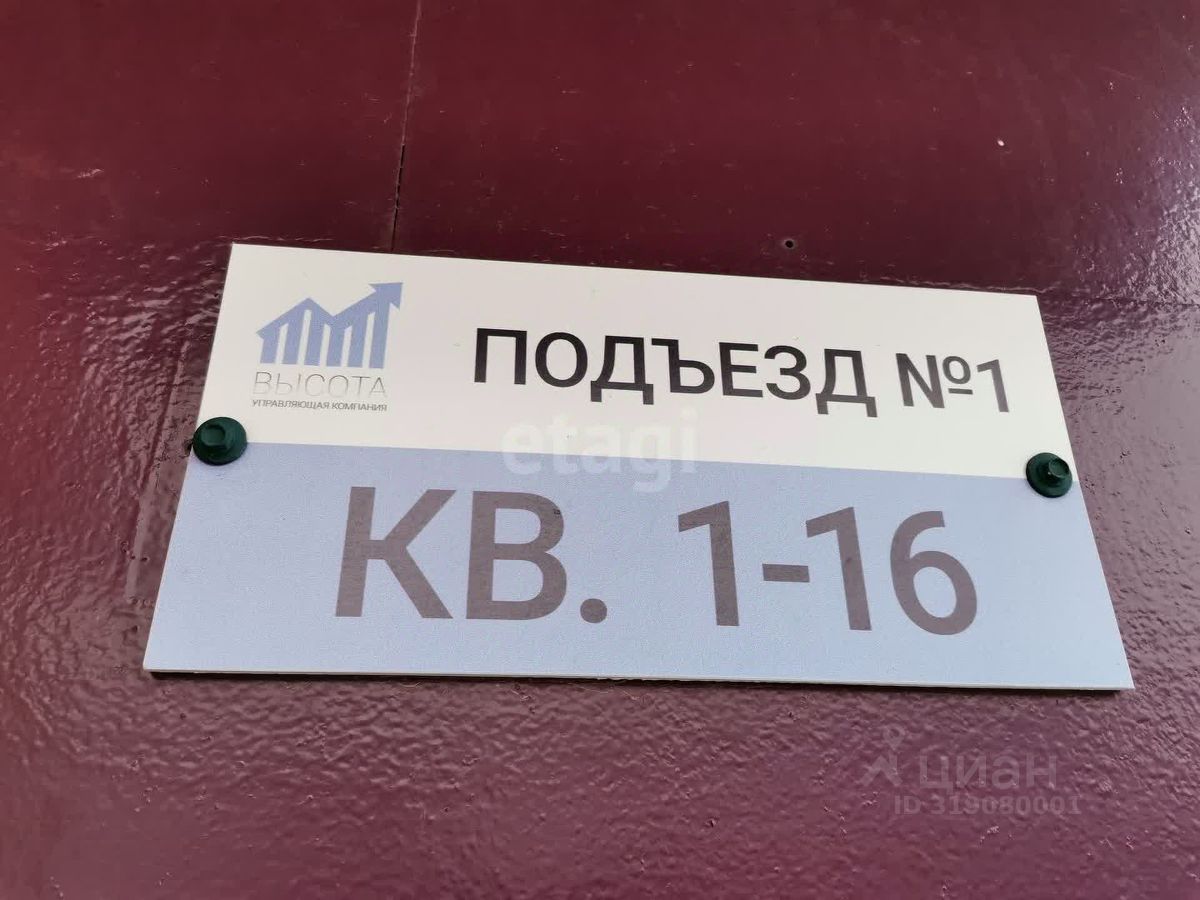 ВЫСОТА
УПРАВЛЯЮЩАЯ КОМПАНИЯ
ПОДЪЕЗД №1
etagi
КВ. 1-16
циан
ID 319080001